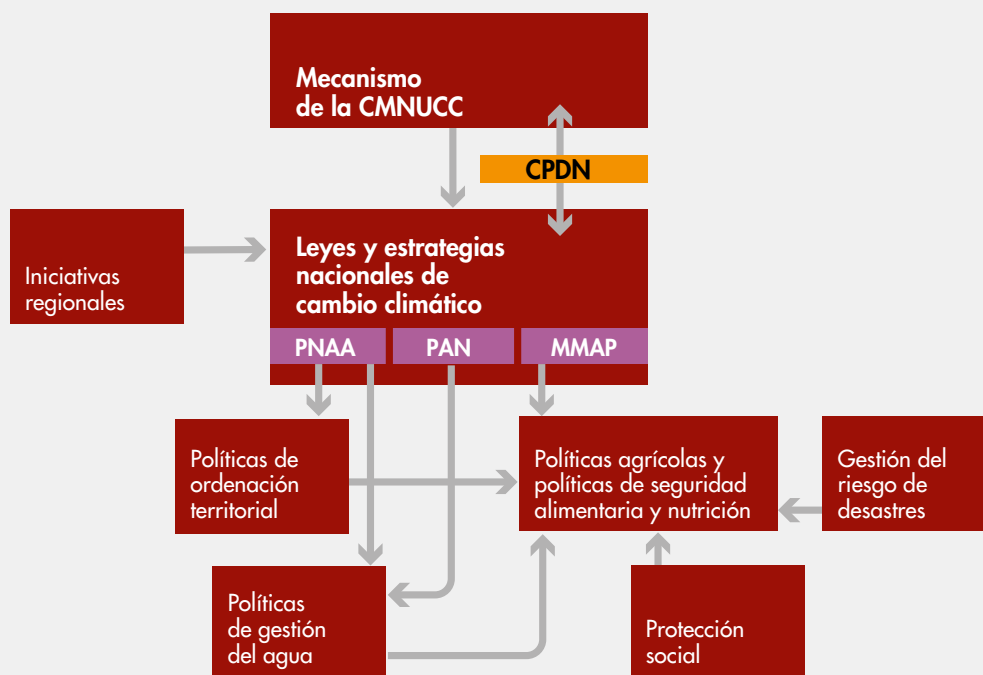 Mecanismo
de la CMNUCC
CPDN
Iniciativas
regionales
Leyes y estrategias
nacionales de
cambio climático
PNAA
PAN
MMAP
Políticas de
ordenación
territorial
Políticas agrícolas y
políticas de seguridad
alimentaria y nutrición
Gestión del
riesgo de
desastres
Políticas
de gestión
del agua
Protección
social